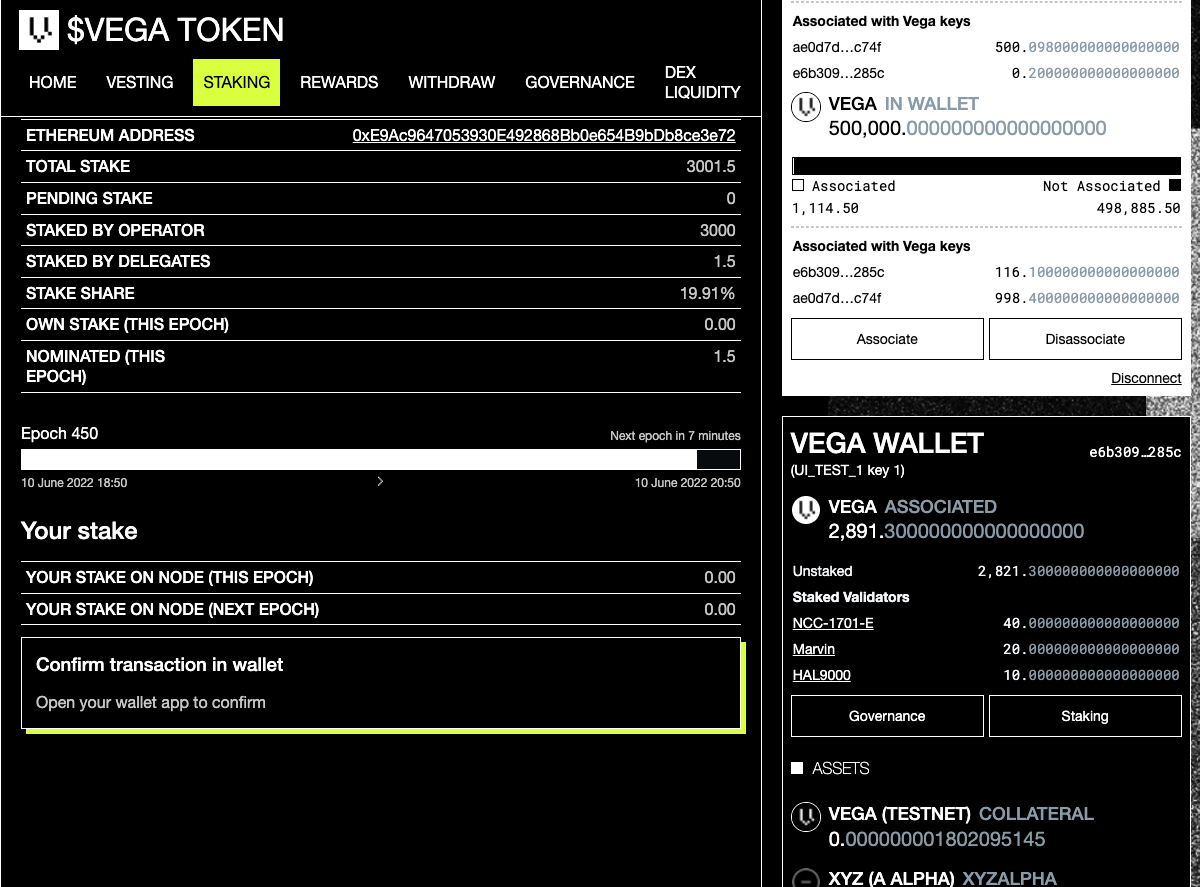 $VEGA TOKEN
HOME VESTING STAKING REWARDS WITHDRAW GOVERNANCE DEX LIQUIDITY
ETHEREUM ADDRESS 0xE9Ac9647053930E492868Bb0e654B9bDb8ce3e72
TOTAL STAKE 3001.5
PENDING STAKE 0
STAKED BY OPERATOR 3000
STAKED BY DELEGATES 1.5
STAKE SHARE 19.91%
OWN STAKE (THIS EPOCH) 0.00
NOMINATED (THIS EPOCH) 1.5
Epoch 450 Next epoch in 7 minutes
10 June 2022 18:50 10 June 2022 20:50
Your stake
YOUR STAKE ON NODE (THIS EPOCH) 0.00
YOUR STAKE ON NODE (NEXT EPOCH) 0.00
Confirm transaction in wallet
Open your wallet app to confirm
Associated with Vega keys
ae0d7d…c74f 500.098000000000000000
e6b309…285c 0.200000000000000000
VEGA IN WALLET
500,000.000000000000000000
Associated Not Associated
1,114.50 498,885.50
Associated with Vega keys
e6b309…285c 116.100000000000000000
ae0d7d…c74f 998.400000000000000000
Associate Disassociate
Disconnect
VEGA WALLET e6b309…285c
(UI_TEST_1 key 1)
VEGA ASSOCIATED
2,891.300000000000000000
Unstaked 2,821.300000000000000000
Staked Validators
NCC-1701-E 40.000000000000000000
Marvin 20.000000000000000000
HAL9000 10.000000000000000000
Governance Staking
ASSETS
VEGA (TESTNET) COLLATERAL
0.000000001802095145
XYZ (A ALPHA) XYZALPHA